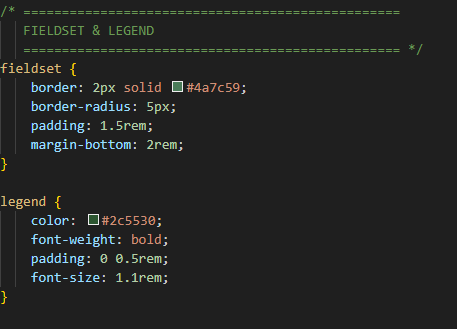 /* =================================================
FIELDSET & LEGEND
================================================= */
fieldset {
border: 2px solid #4a7c59;
border-radius: 5px;
padding: 1.5rem;
margin-bottom: 2rem;
}
legend {
color: #2c5530;
font-weight: bold;
padding: 0 0.5rem;
font-size: 1.1rem;
}